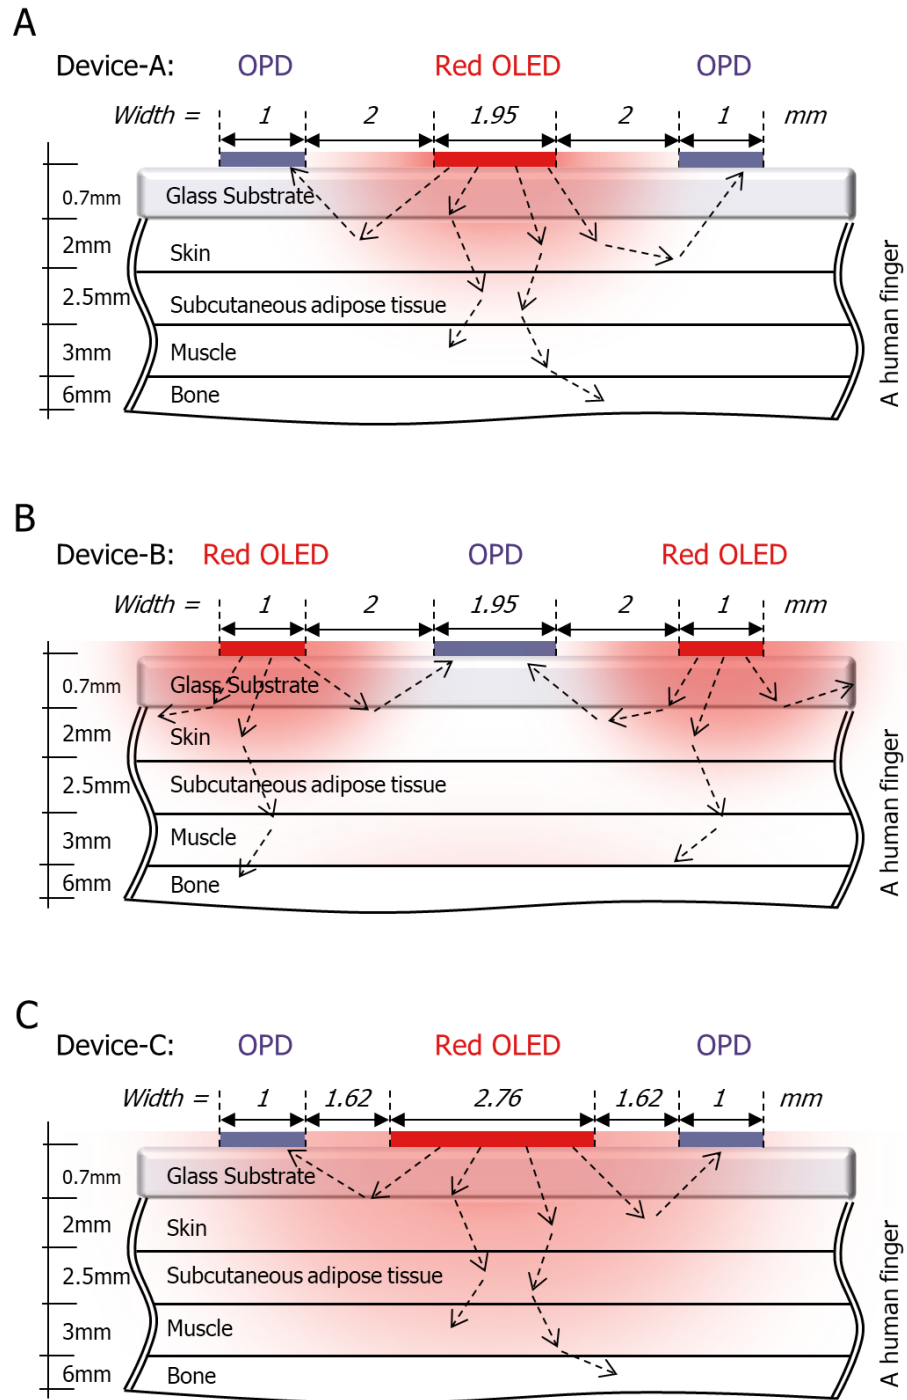 A
Device-A: OPD Red OLED OPD
Width = 1 2 1.95 2 1 mm
0.7mm Glass Substrate
2mm Skin
2.5mm Subcutaneous adipose tissue
3mm Muscle
6mm Bone
A human finger
B
Device-B: Red OLED OPD Red OLED
Width = 1 2 1.95 2 1 mm
0.7mm Glass Substrate
2mm Skin
2.5mm Subcutaneous adipose tissue
3mm Muscle
6mm Bone
A human finger
C
Device-C: OPD Red OLED OPD
Width = 1 1.62 2.76 1.62 1 mm
0.7mm Glass Substrate
2mm Skin
2.5mm Subcutaneous adipose tissue
3mm Muscle
6mm Bone
A human finger